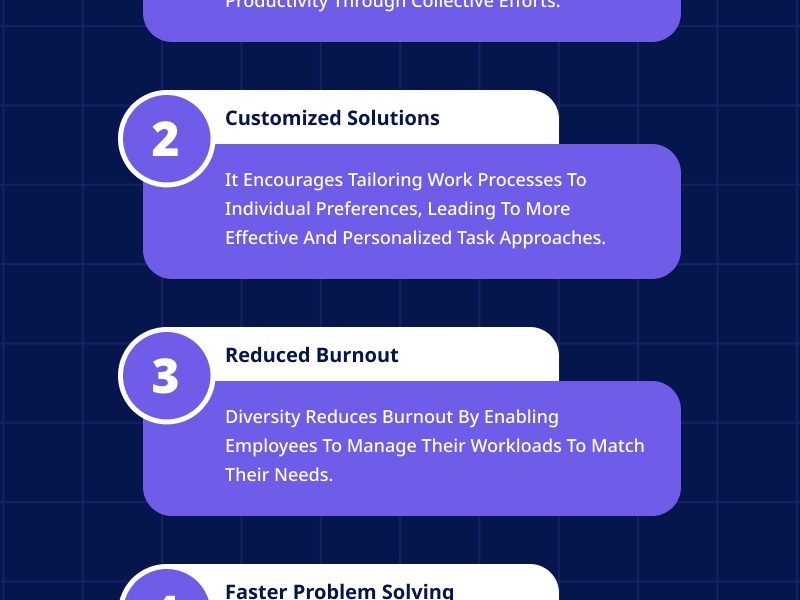 Productivity Through Collective Efforts.
2
Customized Solutions
It Encourages Tailoring Work Processes To
Individual Preferences, Leading To More
Effective And Personalized Task Approaches.
3
Reduced Burnout
Diversity Reduces Burnout By Enabling
Employees To Manage Their Workloads To Match
Their Needs.
Faster Problem Solving